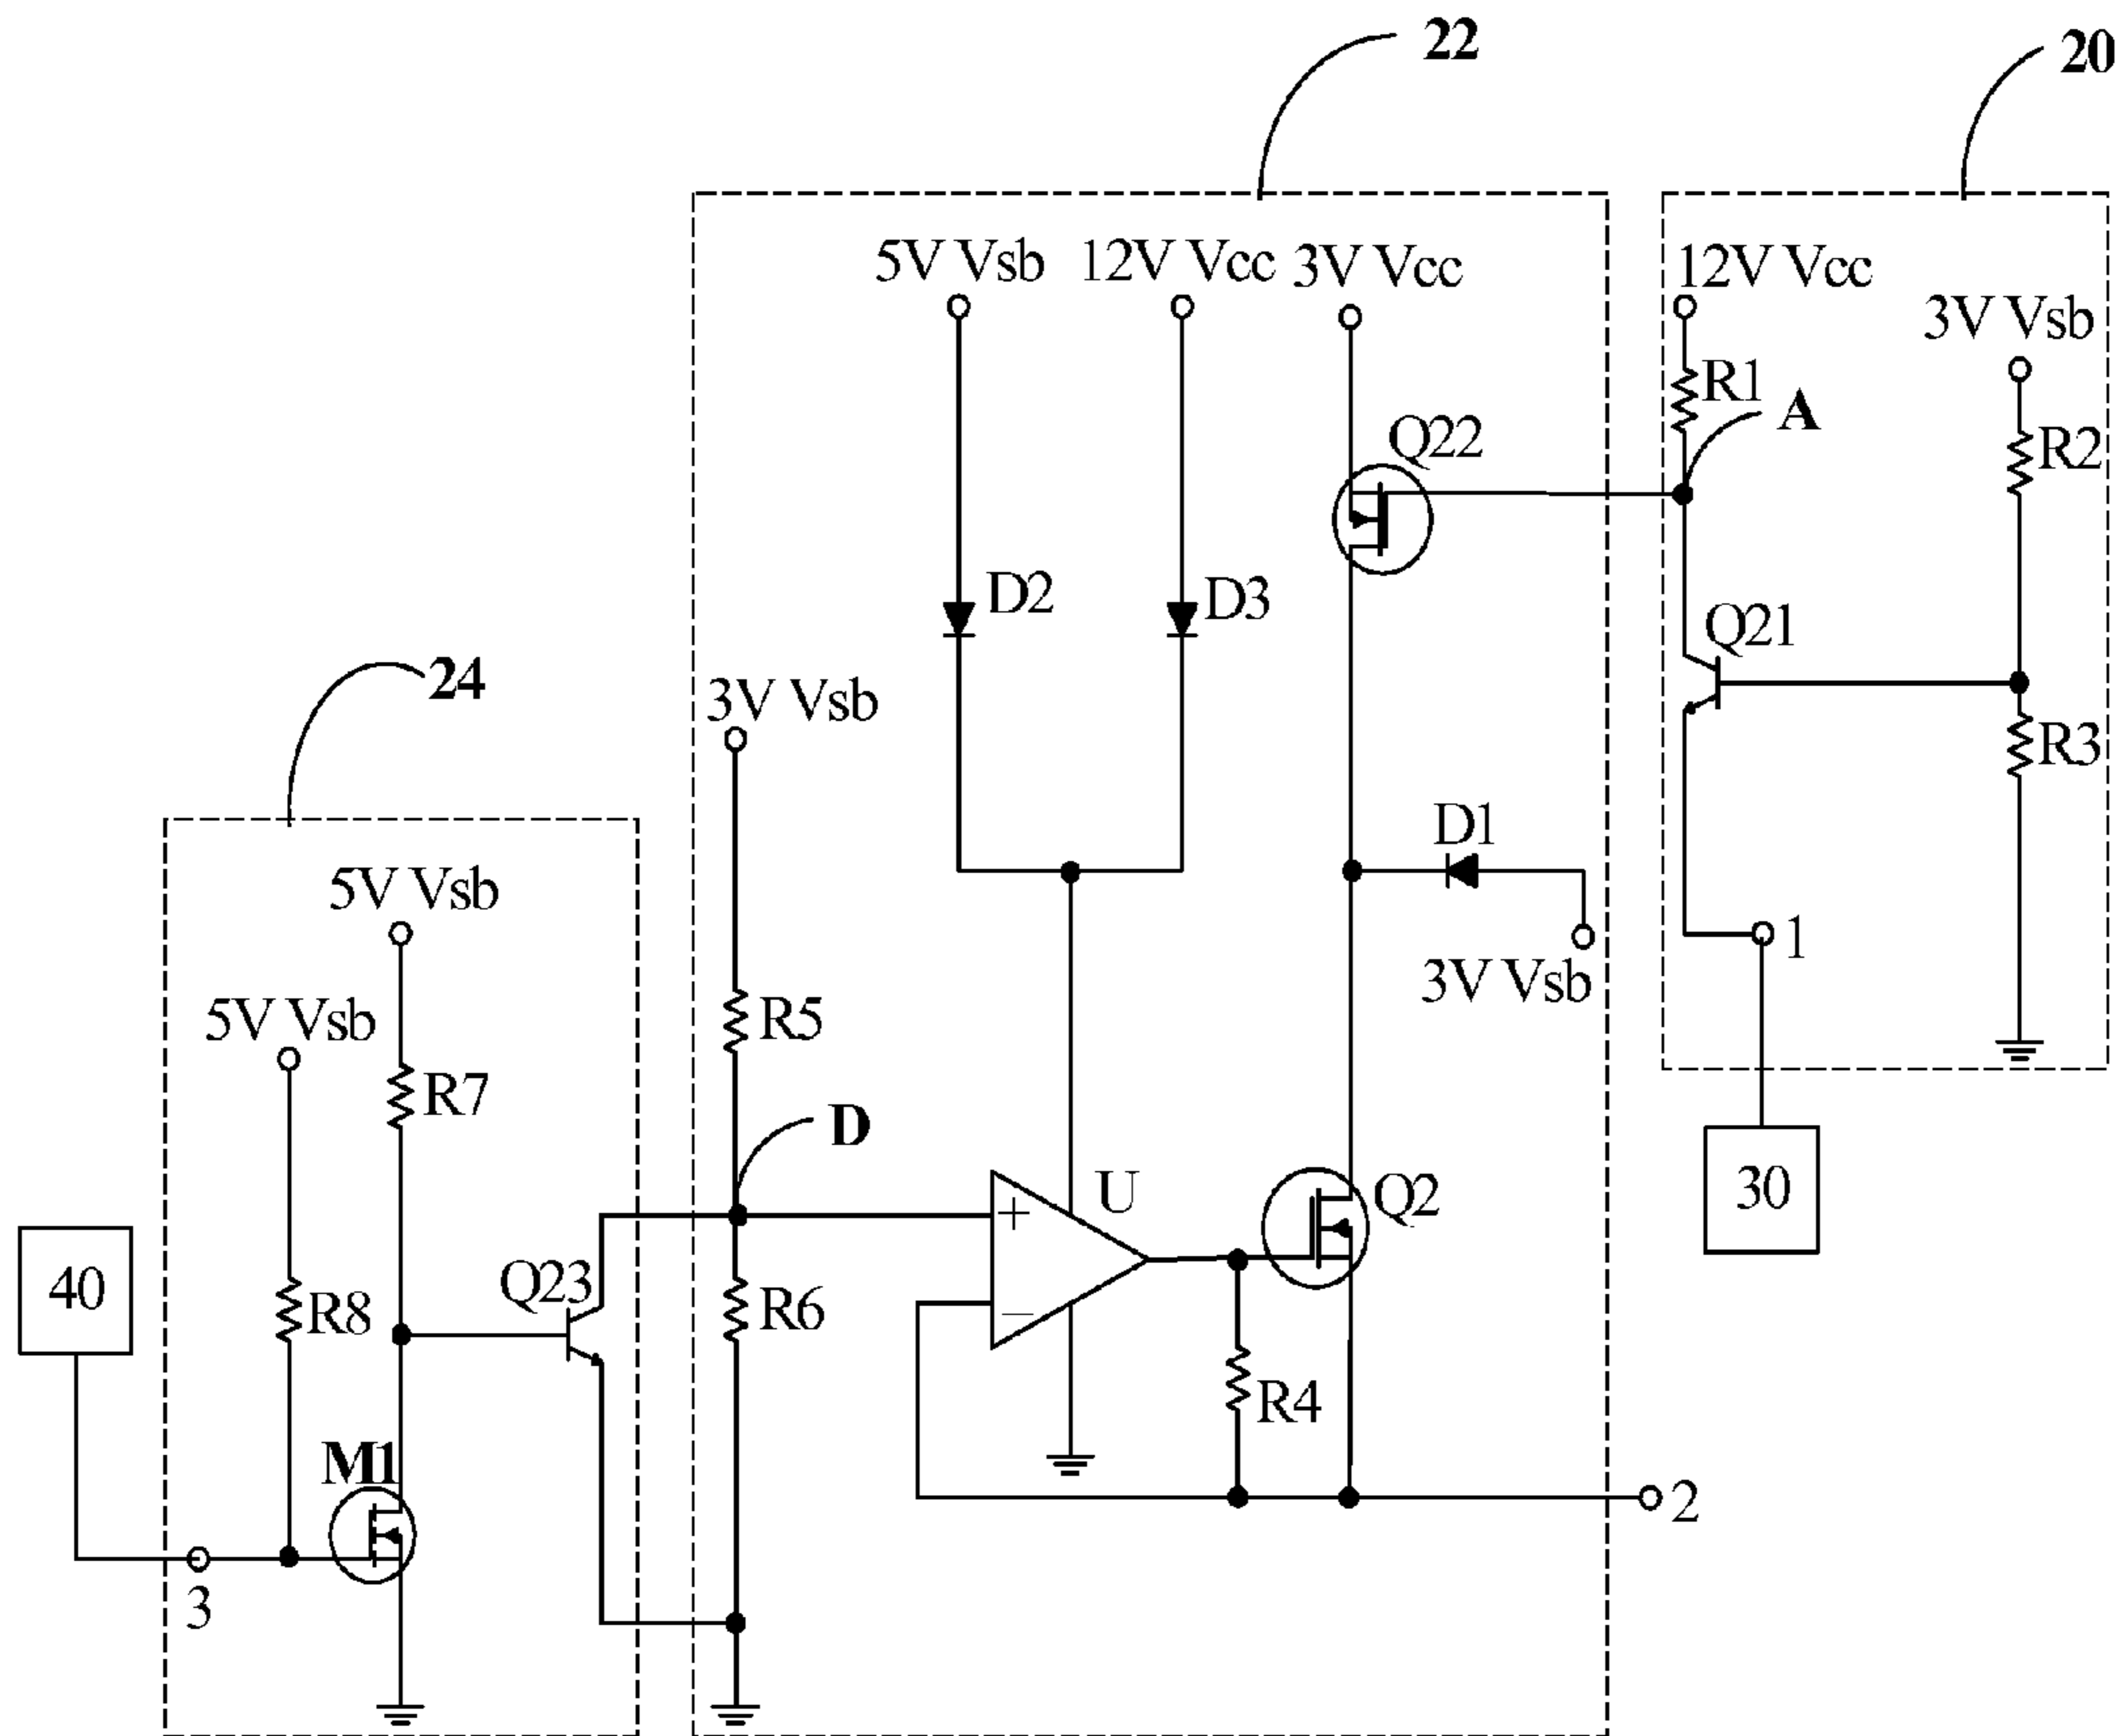 22
20
5V Vsb
12V Vcc
3V Vcc
12V Vcc
3V Vsb
R1
A
Q22
R2
D2
D3
Q21
24
3V Vsb
R3
D1
5V Vsb
1
3V Vsb
5V Vsb
R5
R7
D
U
Q2
30
40
Q23
R8
R6
+
−
R4
M1
2
3